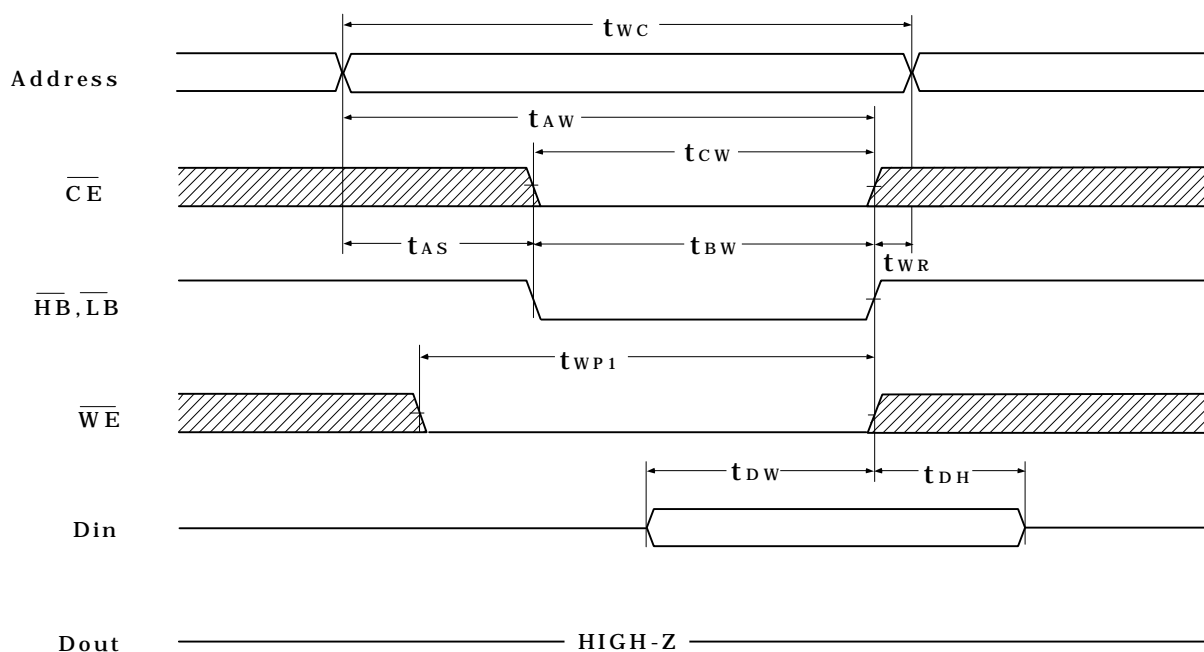 tWC
Address
tAW
tCW
CE
tAS
tBW
tWR
HB,LB
tWP1
WE
tDW
tDH
Din
Dout
HIGH-Z